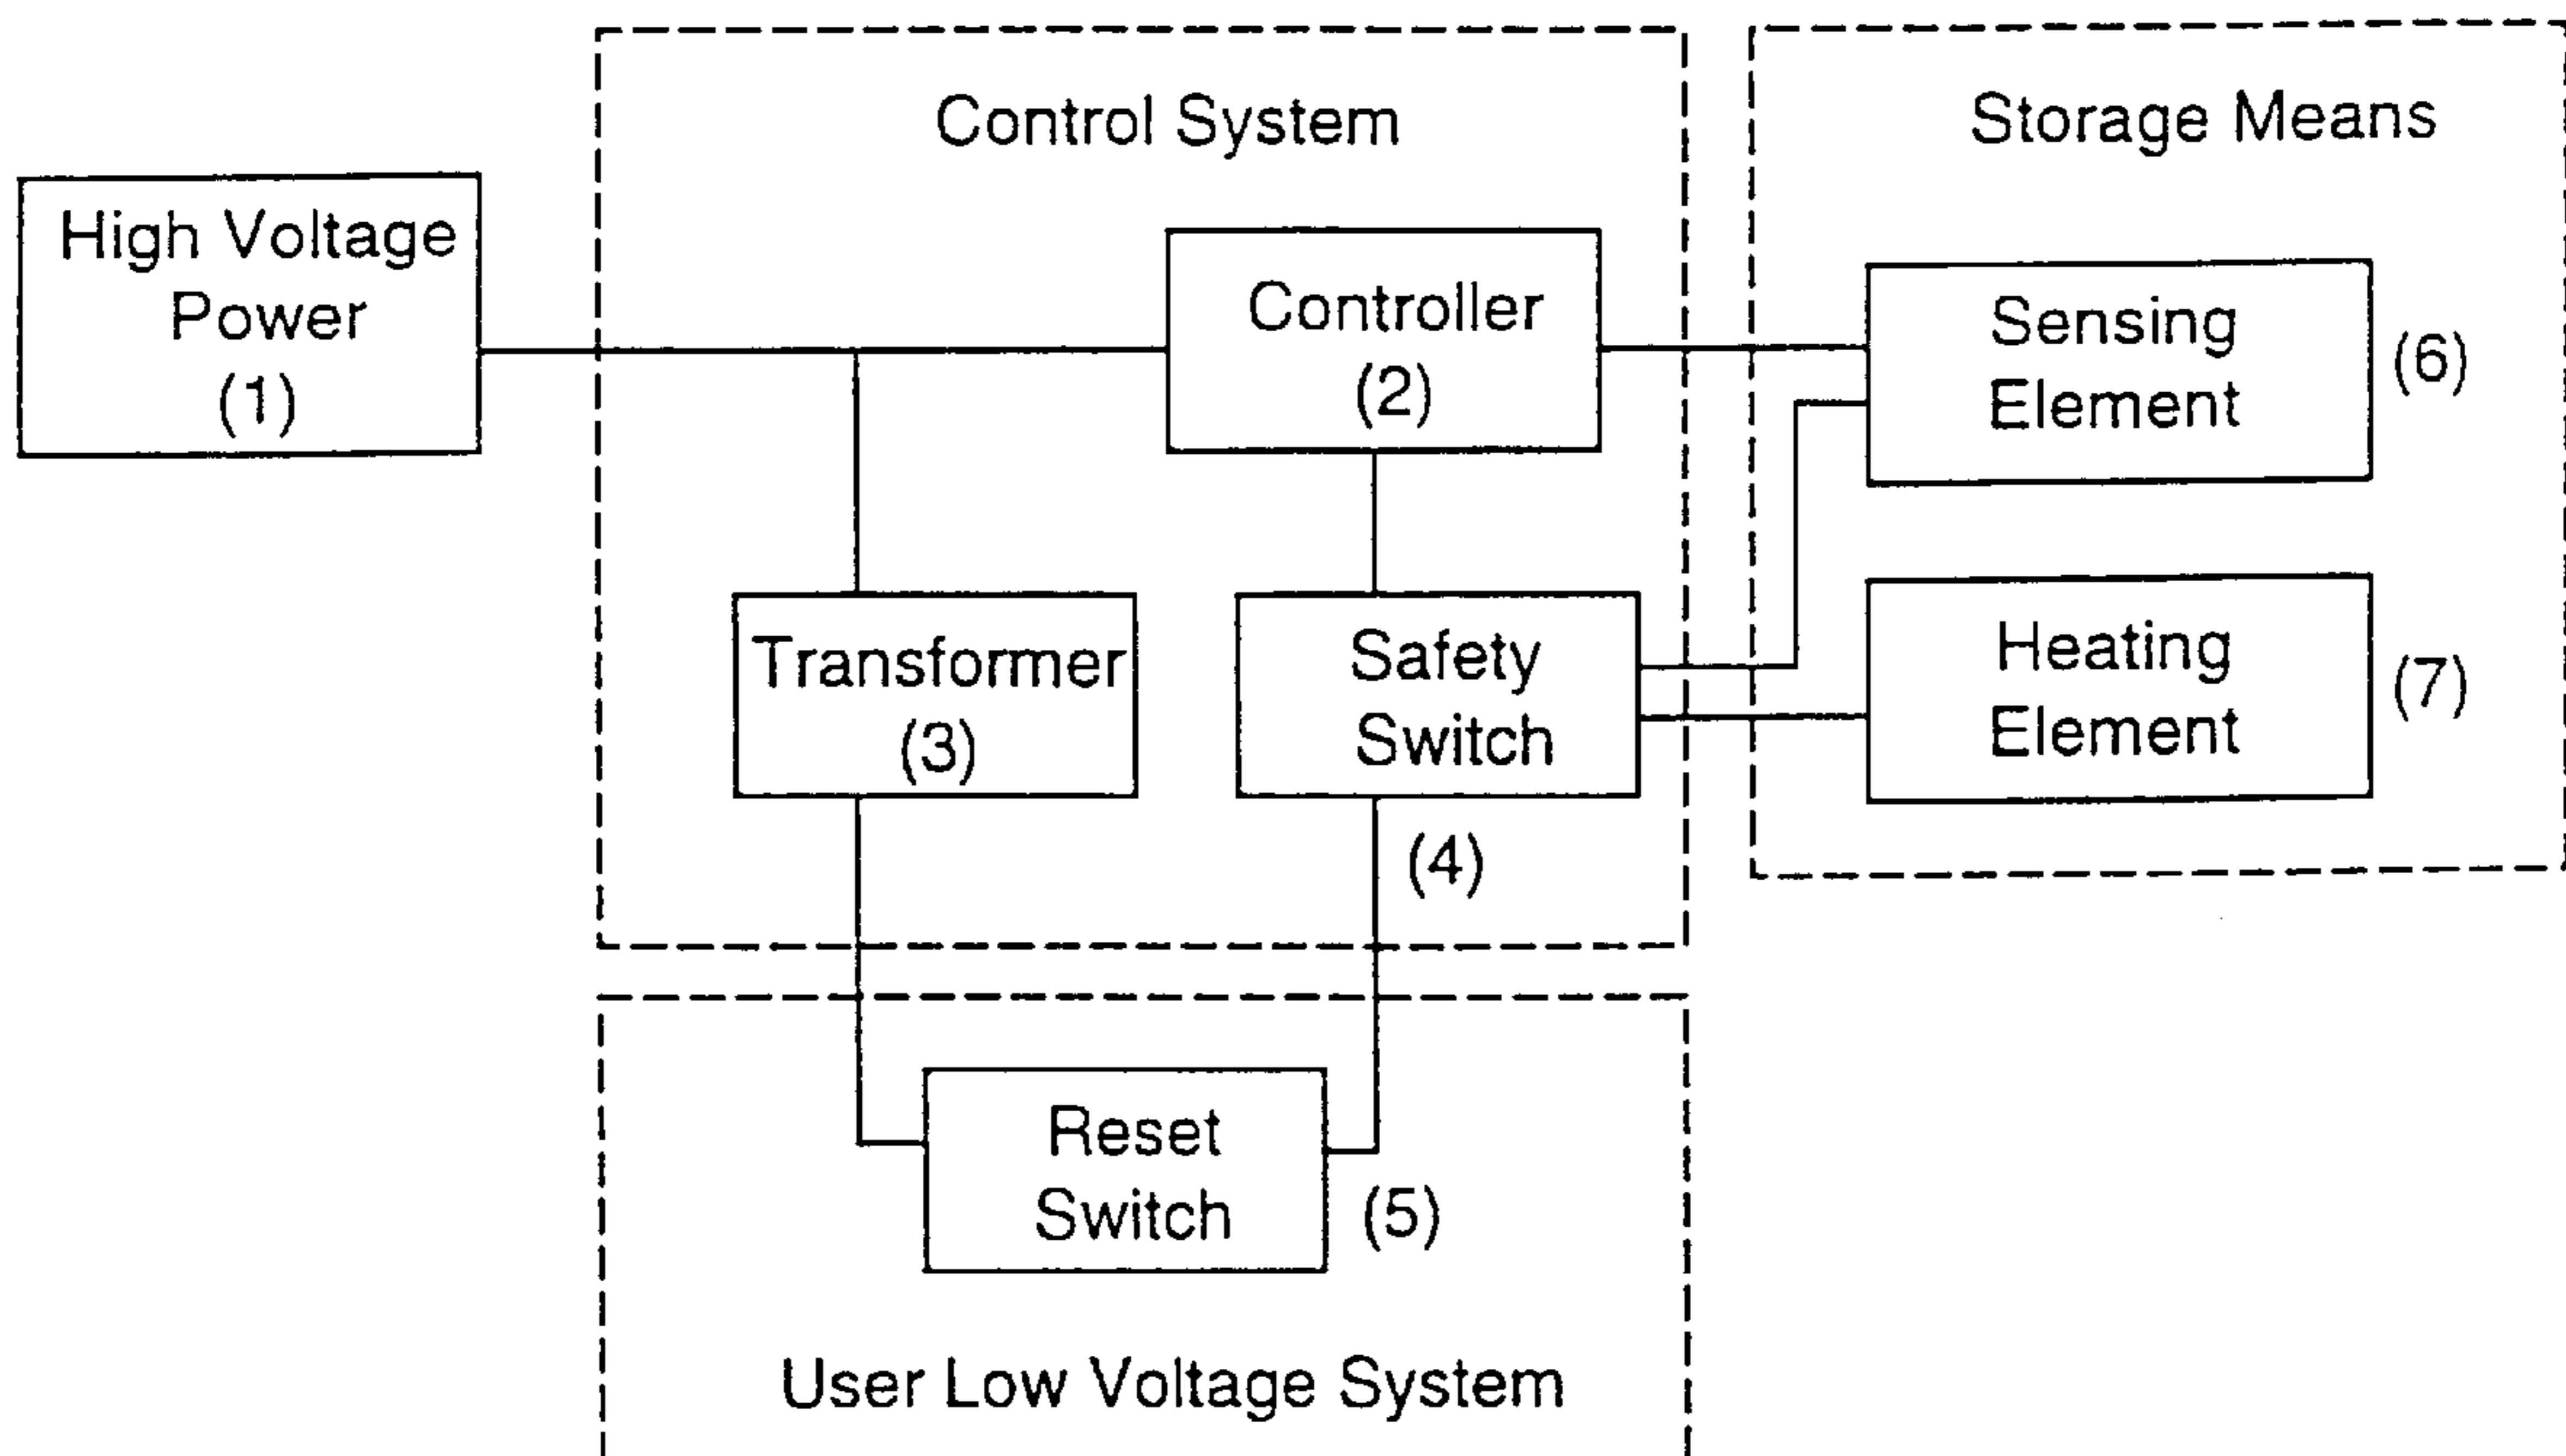 Control System
Storage Means
High Voltage
Power
(1)
Controller
(2)
Sensing
Element
(6)
Transformer
(3)
Safety
Switch
(4)
Heating
Element
(7)
Reset
Switch
(5)
User Low Voltage System